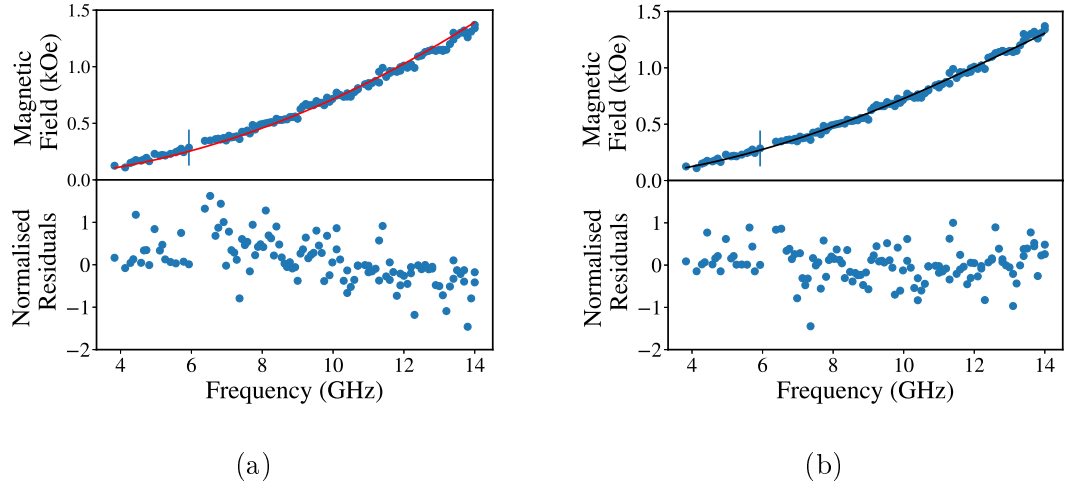 1.5
1.0
0.5
0.0
Magnetic
Field (kOe)
1
0
−1
−2
Normalised
Residuals
4 6 8 10 12 14
Frequency (GHz)
(a)
1.5
1.0
0.5
0.0
Magnetic
Field (kOe)
1
0
−1
−2
Normalised
Residuals
4 6 8 10 12 14
Frequency (GHz)
(b)